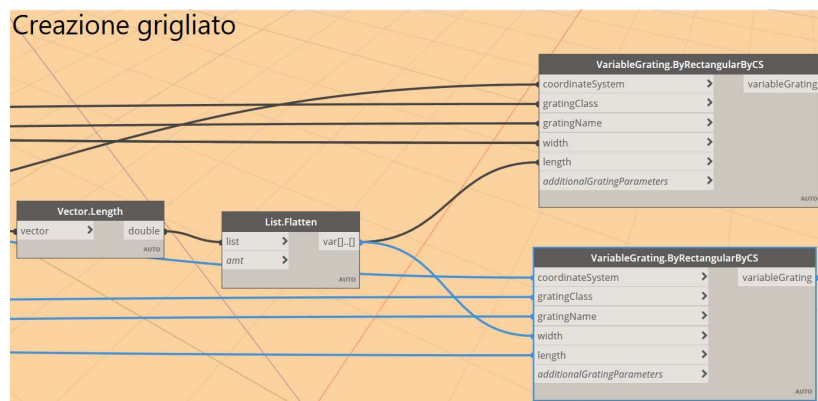 Creazione grigliato
VariableGrating.ByRectangularByCS
coordinateSystem > variableGrating
gratingClass >
gratingName >
width >
length >
additionalGratingParameters >
AUTO
Vector.Length
vector > double
AUTO
List.Flatten
list > var[]..[]
amt >
AUTO
VariableGrating.ByRectangularByCS
coordinateSystem > variableGrating
gratingClass >
gratingName >
width >
length >
additionalGratingParameters >
AUTO